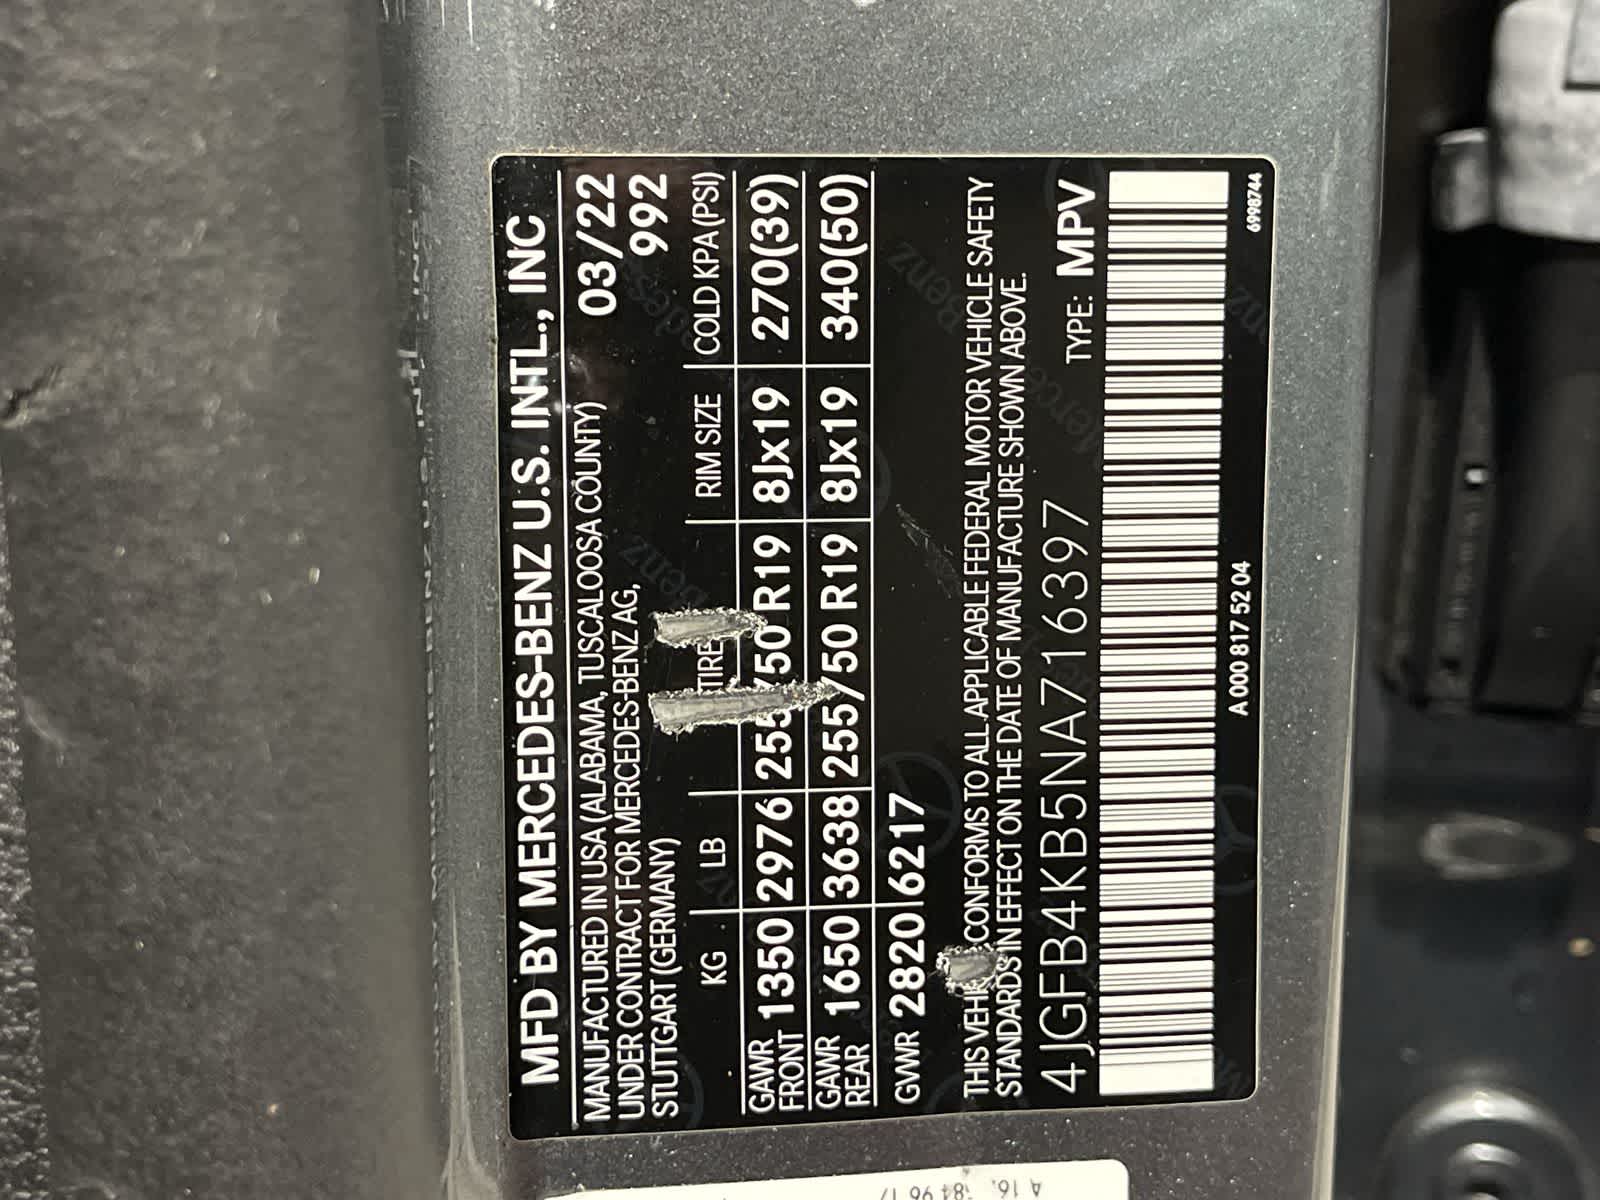 MFD BY MERCEDES-BENZ U.S. INTL., INC
MANUFACTURED IN USA (ALABAMA, TUSCALOOSA COUNTY) 03/22
UNDER CONTRACT FOR MERCEDES-BENZ AG, 992
STUTTGART (GERMANY)
KG LB TIRE RIM SIZE COLD KPA (PSI)
GAWR FRONT 1350 2976 255/50 R19 8Jx19 270(39)
GAWR REAR 1650 3638 255/50 R19 8Jx19 340(50)
GVWR 2820 6217
THIS CONFORMS TO ALL APPLICABLE FEDERAL MOTOR VEHICLE SAFETY
STANDARDS IN EFFECT ON THE DATE OF MANUFACTURE SHOWN ABOVE.
4JGFB4KB5NA716397 TYPE: MPV
A 000 817 52 04 6998744